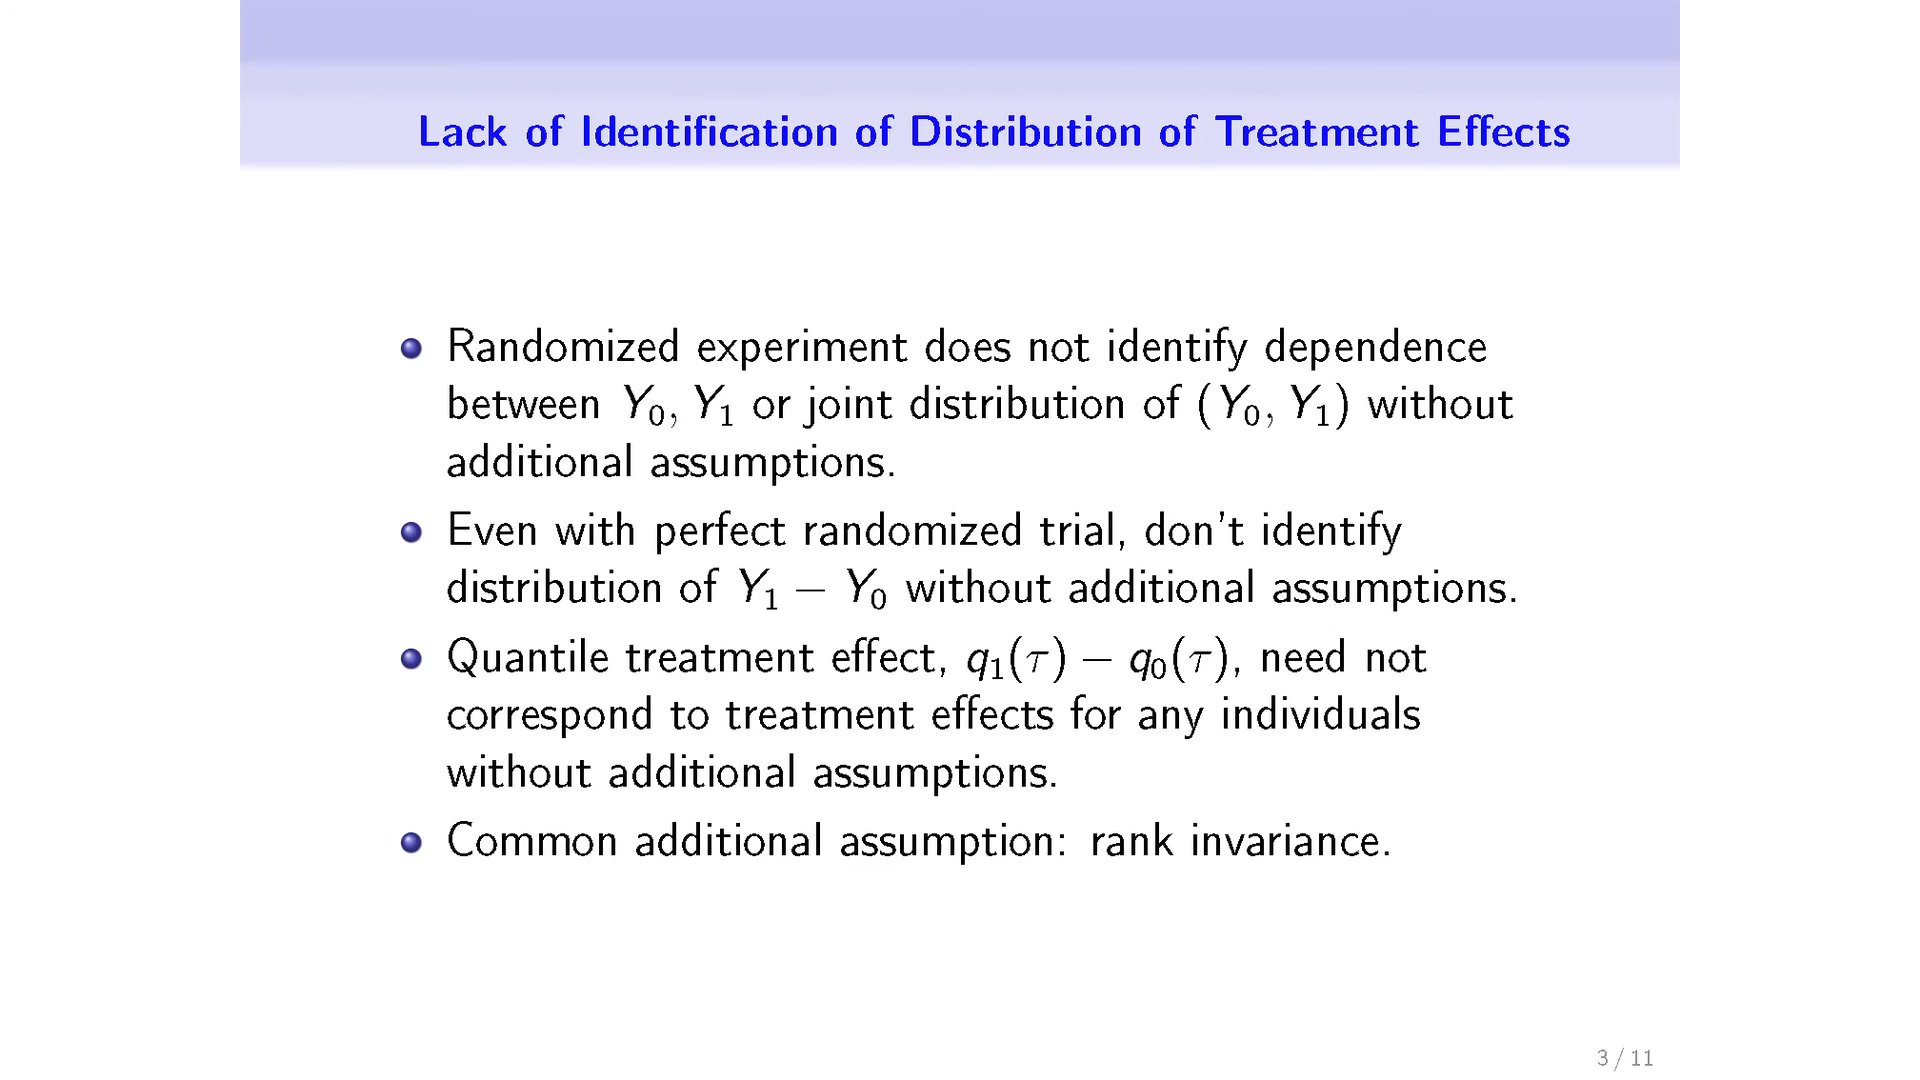 Lack of Identification of Distribution of Treatment Effects
Randomized experiment does not identify dependence
between Y₀, Y₁ or joint distribution of (Y₀, Y₁) without
additional assumptions.
Even with perfect randomized trial, don't identify
distribution of Y₁ − Y₀ without additional assumptions.
Quantile treatment effect, q₁(τ) − q₀(τ), need not
correspond to treatment effects for any individuals
without additional assumptions.
Common additional assumption: rank invariance.
3 / 11